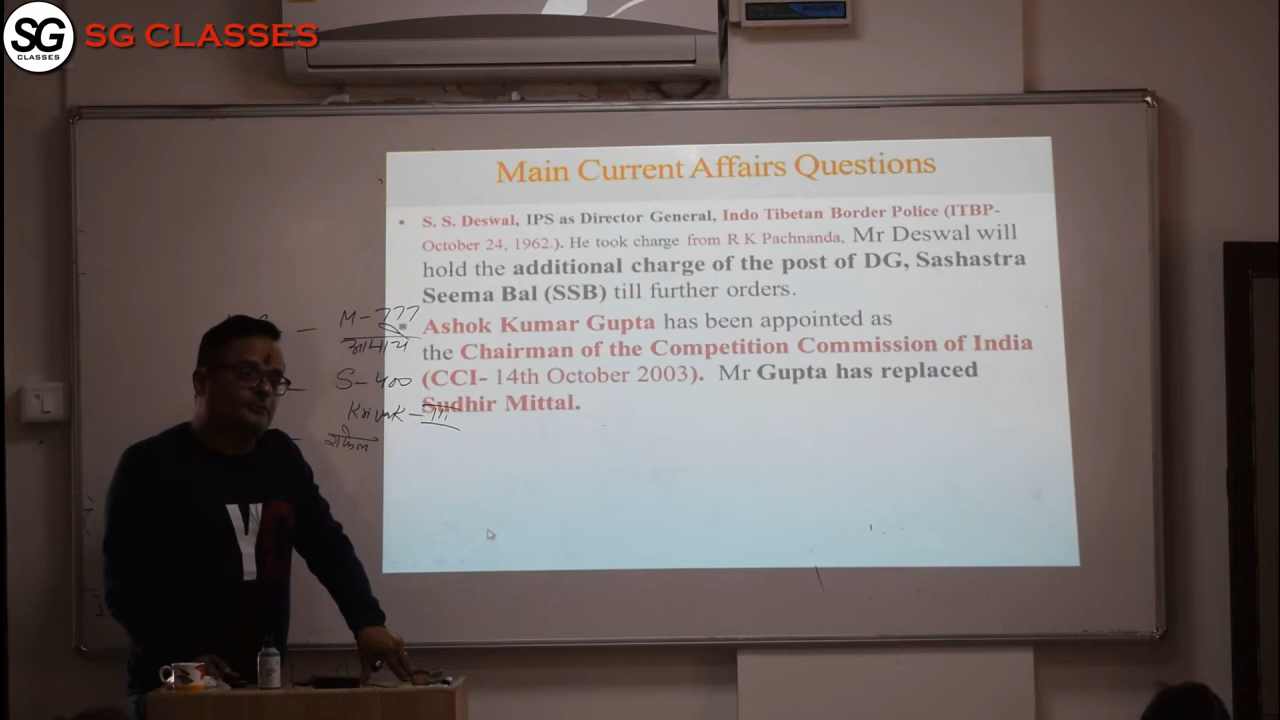 SG
CLASSES
SG CLASSES
Main Current Affairs Questions
S. S. Deswal, IPS as Director General, Indo Tibetan Border Police (ITBP-
October 24, 1962.). He took charge from R K Pachnanda, Mr Deswal will
hold the additional charge of the post of DG, Sashastra
Seema Bal (SSB) till further orders.
Ashok Kumar Gupta has been appointed as
the Chairman of the Competition Commission of India
(CCI- 14th October 2003). Mr Gupta has replaced
Sudhir Mittal.
M-777
S-400
Krivak-III